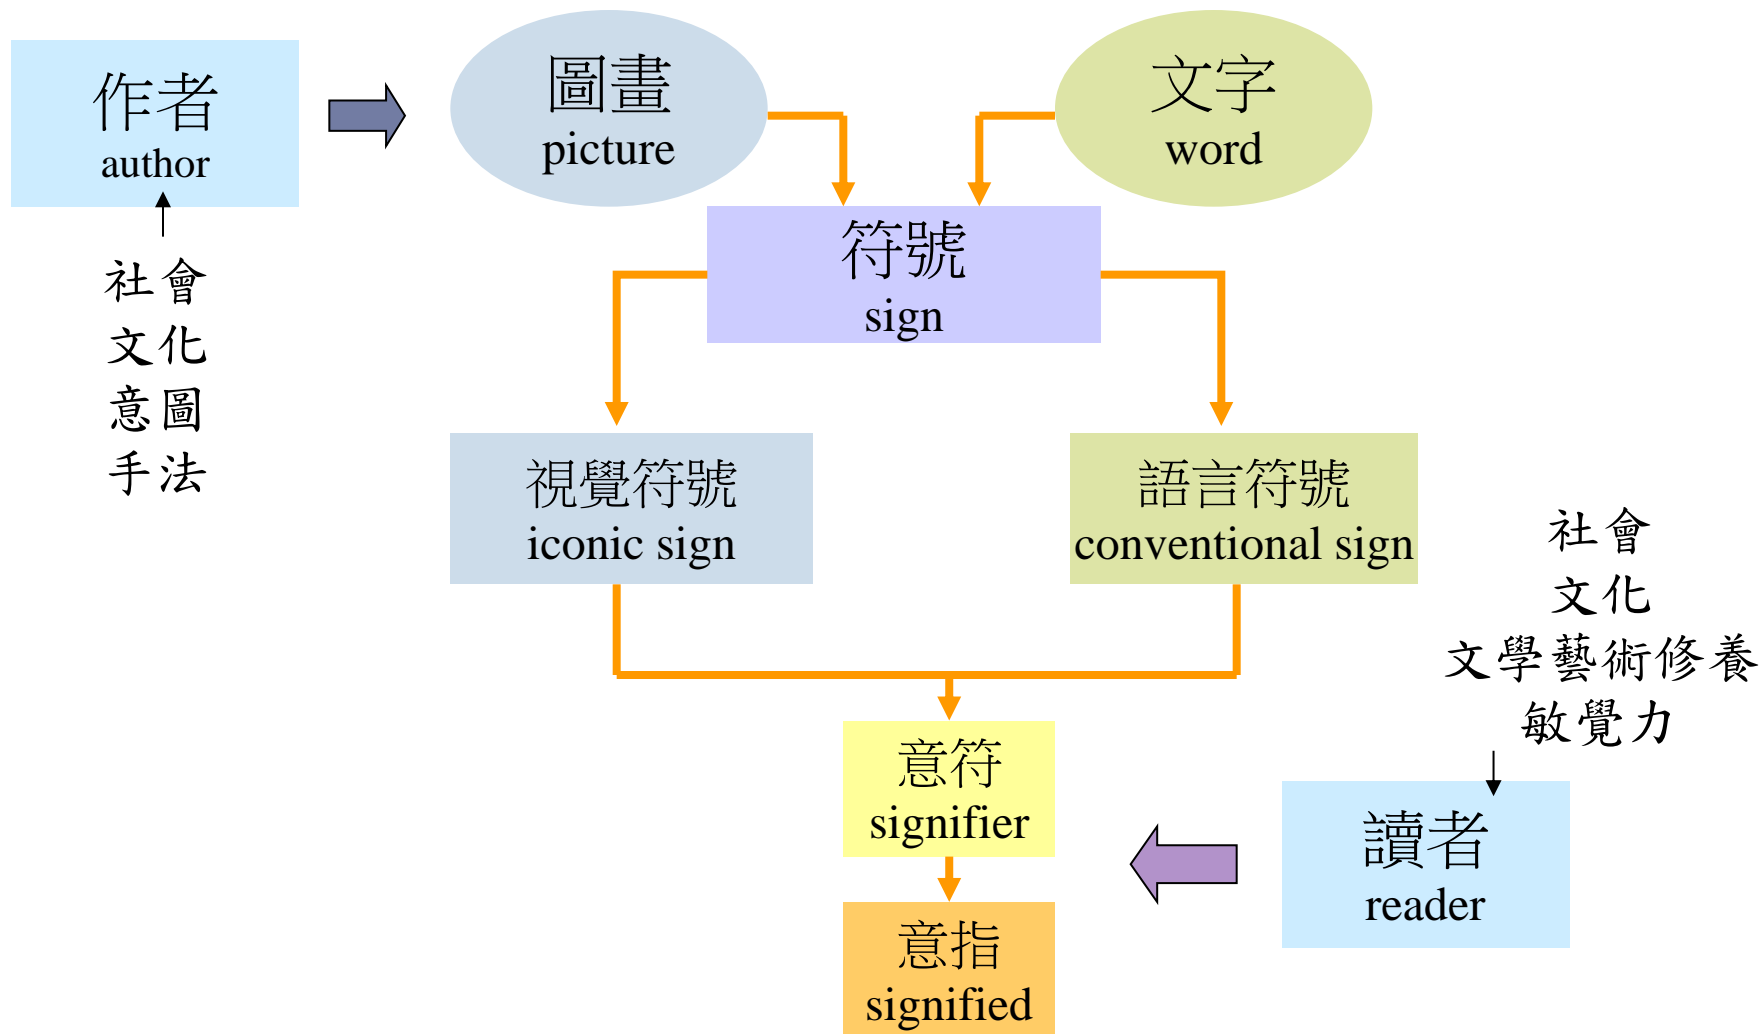 作者
author
圖畫
picture
文字
word
符號
sign
社會
文化
意圖
手法
視覺符號
iconic sign
語言符號
conventional sign
社會
文化
文學藝術修養
敏覺力
意符
signifier
讀者
reader
意指
signified